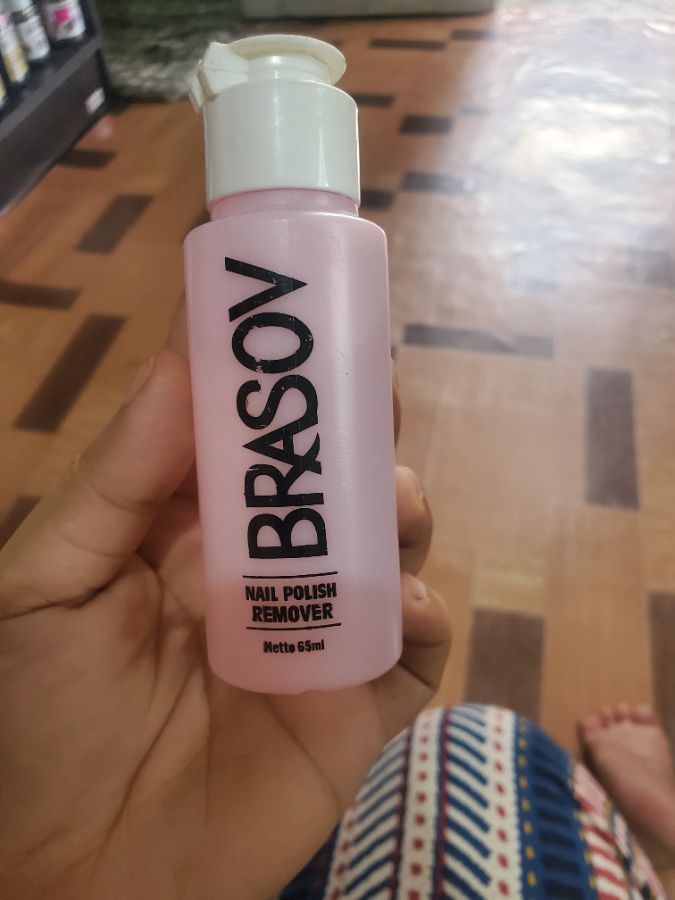 BRASOV
NAIL POLISH
REMOVER
Netto 65ml